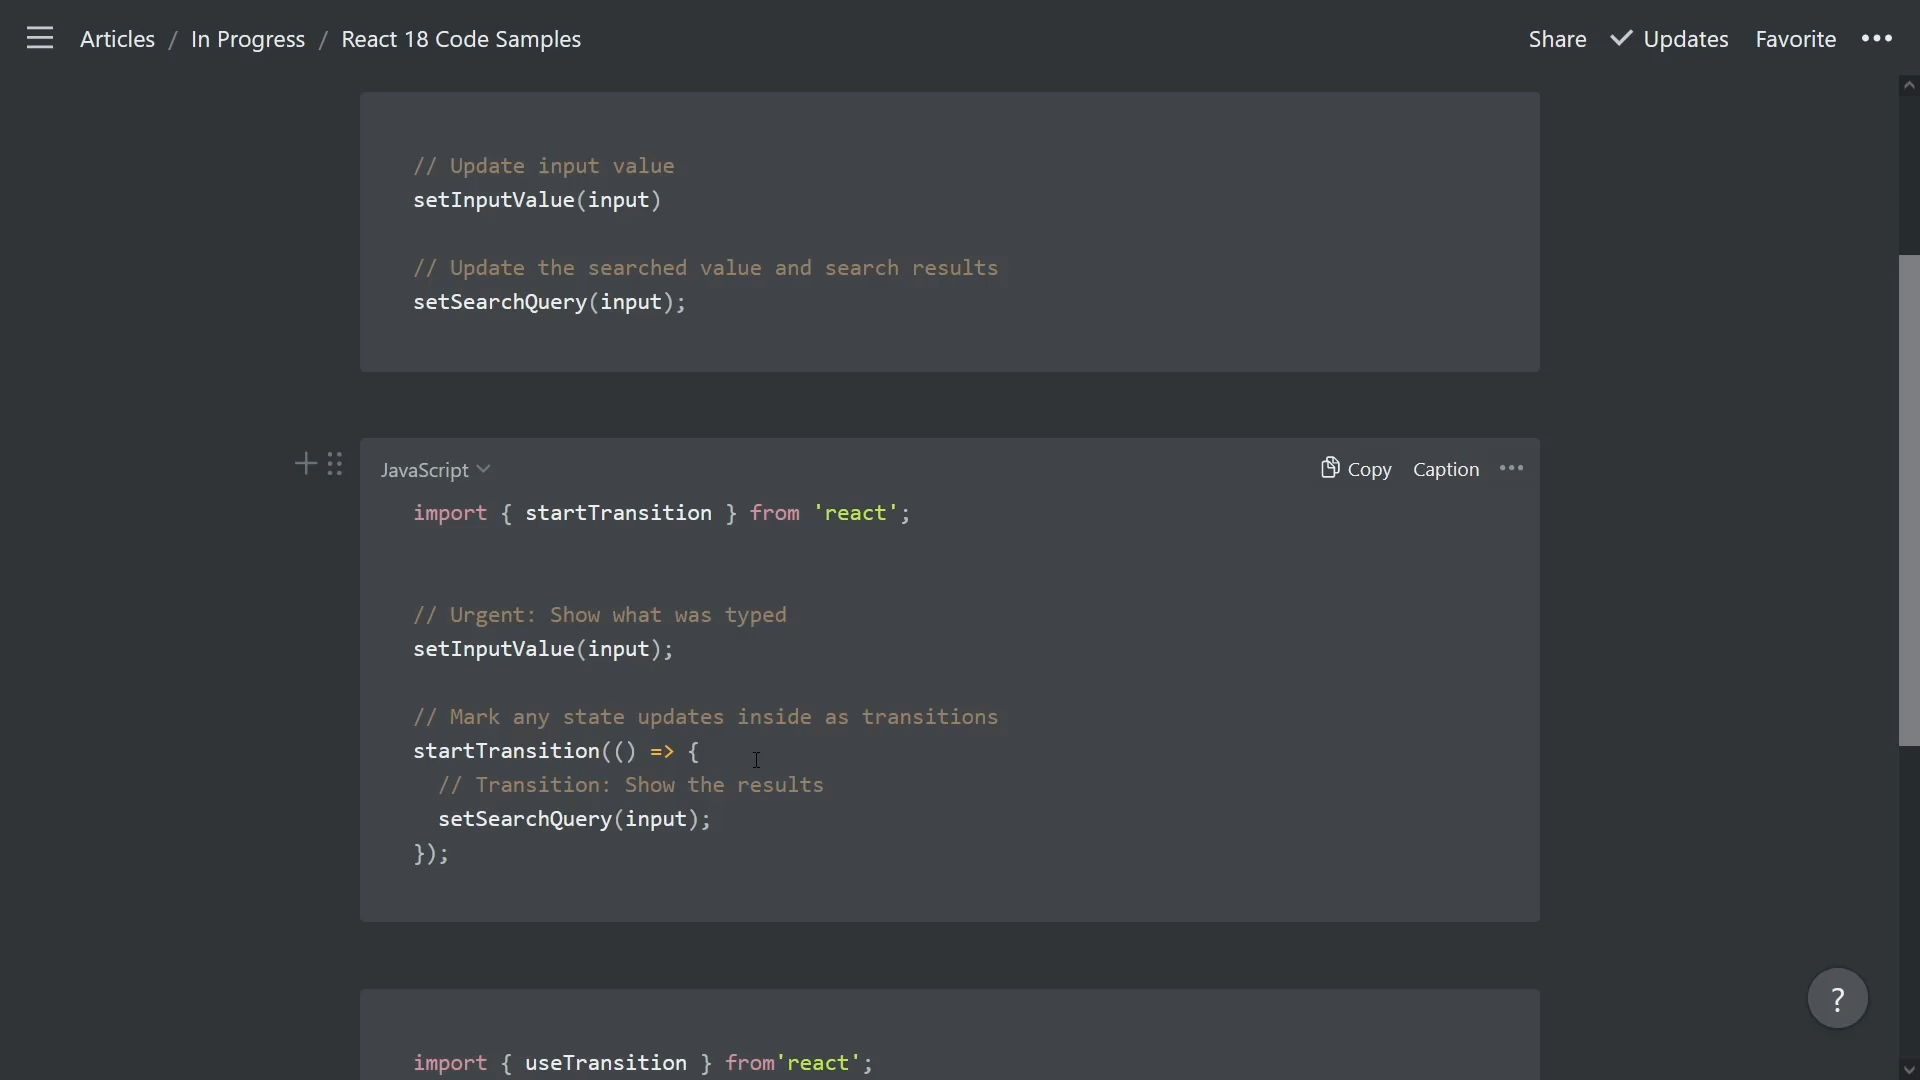 Articles / In Progress / React 18 Code Samples
Share Updates Favorite •••
// Update input value
setInputValue(input)
// Update the searched value and search results
setSearchQuery(input);
JavaScript
Copy Caption •••
import { startTransition } from 'react';
// Urgent: Show what was typed
setInputValue(input);
// Mark any state updates inside as transitions
startTransition(() => {
// Transition: Show the results
setSearchQuery(input);
});
?
import { useTransition } from'react';